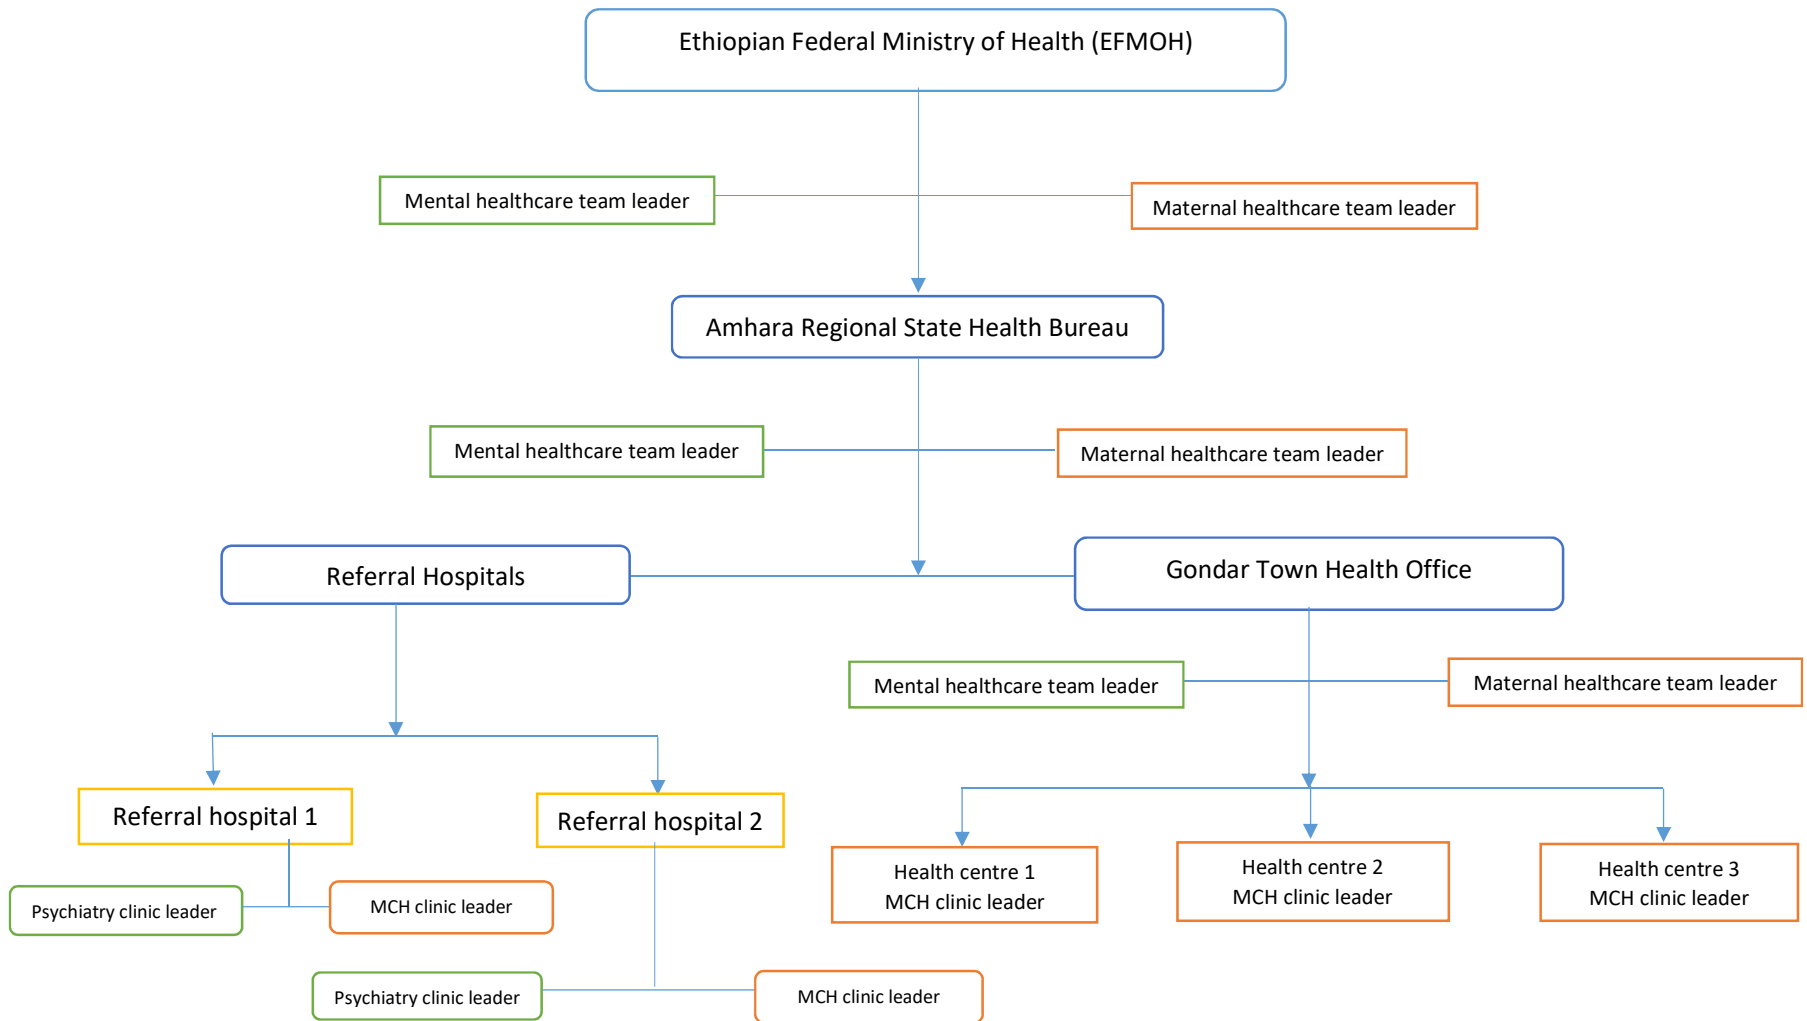 Ethiopian Federal Ministry of Health (EFMOH)
Mental healthcare team leader
Maternal healthcare team leader
Amhara Regional State Health Bureau
Mental healthcare team leader
Maternal healthcare team leader
Referral Hospitals
Gondar Town Health Office
Mental healthcare team leader
Maternal healthcare team leader
Referral hospital 1
Referral hospital 2
Health centre 1
MCH clinic leader
Health centre 2
MCH clinic leader
Health centre 3
MCH clinic leader
Psychiatry clinic leader
MCH clinic leader
Psychiatry clinic leader
MCH clinic leader